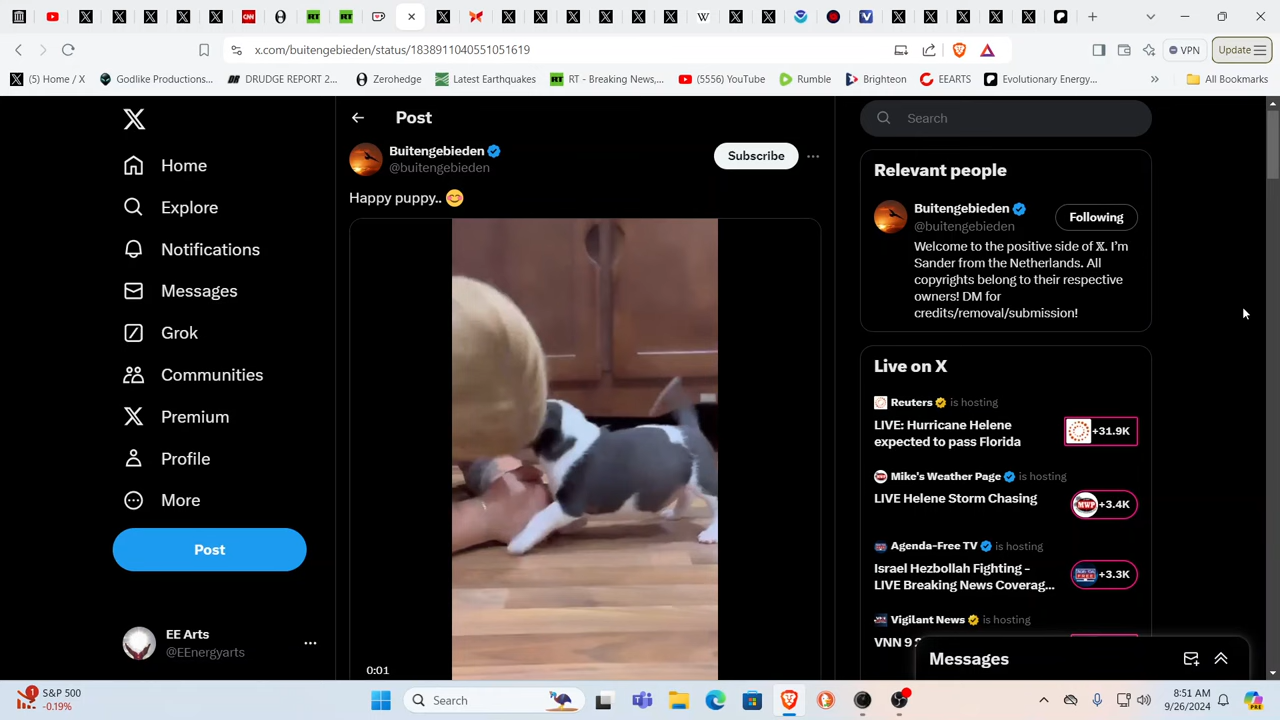 x.com/buitengebieden/status/1838911040551051619
VPN
Update
(5) Home / X
Godlike Productions...
DRUDGE REPORT 2...
Zerohedge
Latest Earthquakes
RT - Breaking News,...
(5556) YouTube
Rumble
Brighteon
EEARTS
Evolutionary Energy...
All Bookmarks
Home
Explore
Notifications
Messages
Grok
Communities
Premium
Profile
More
Post
EE Arts
@EEnergyarts
Post
Buitengebieden
@buitengebieden
Subscribe
Happy puppy.. 😊
0:01
Search
Relevant people
Buitengebieden
@buitengebieden
Following
Welcome to the positive side of 𝕏. I'm
Sander from the Netherlands. All
copyrights belong to their respective
owners! DM for
credits/removal/submission!
Live on X
Reuters is hosting
LIVE: Hurricane Helene
expected to pass Florida
+31.9K
Mike's Weather Page is hosting
LIVE Helene Storm Chasing
+3.4K
Agenda-Free TV is hosting
Israel Hezbollah Fighting -
LIVE Breaking News Coverag...
+3.3K
Vigilant News is hosting
VNN 9
Messages
1
S&P 500
-0.19%
Search
8:51 AM
9/26/2024